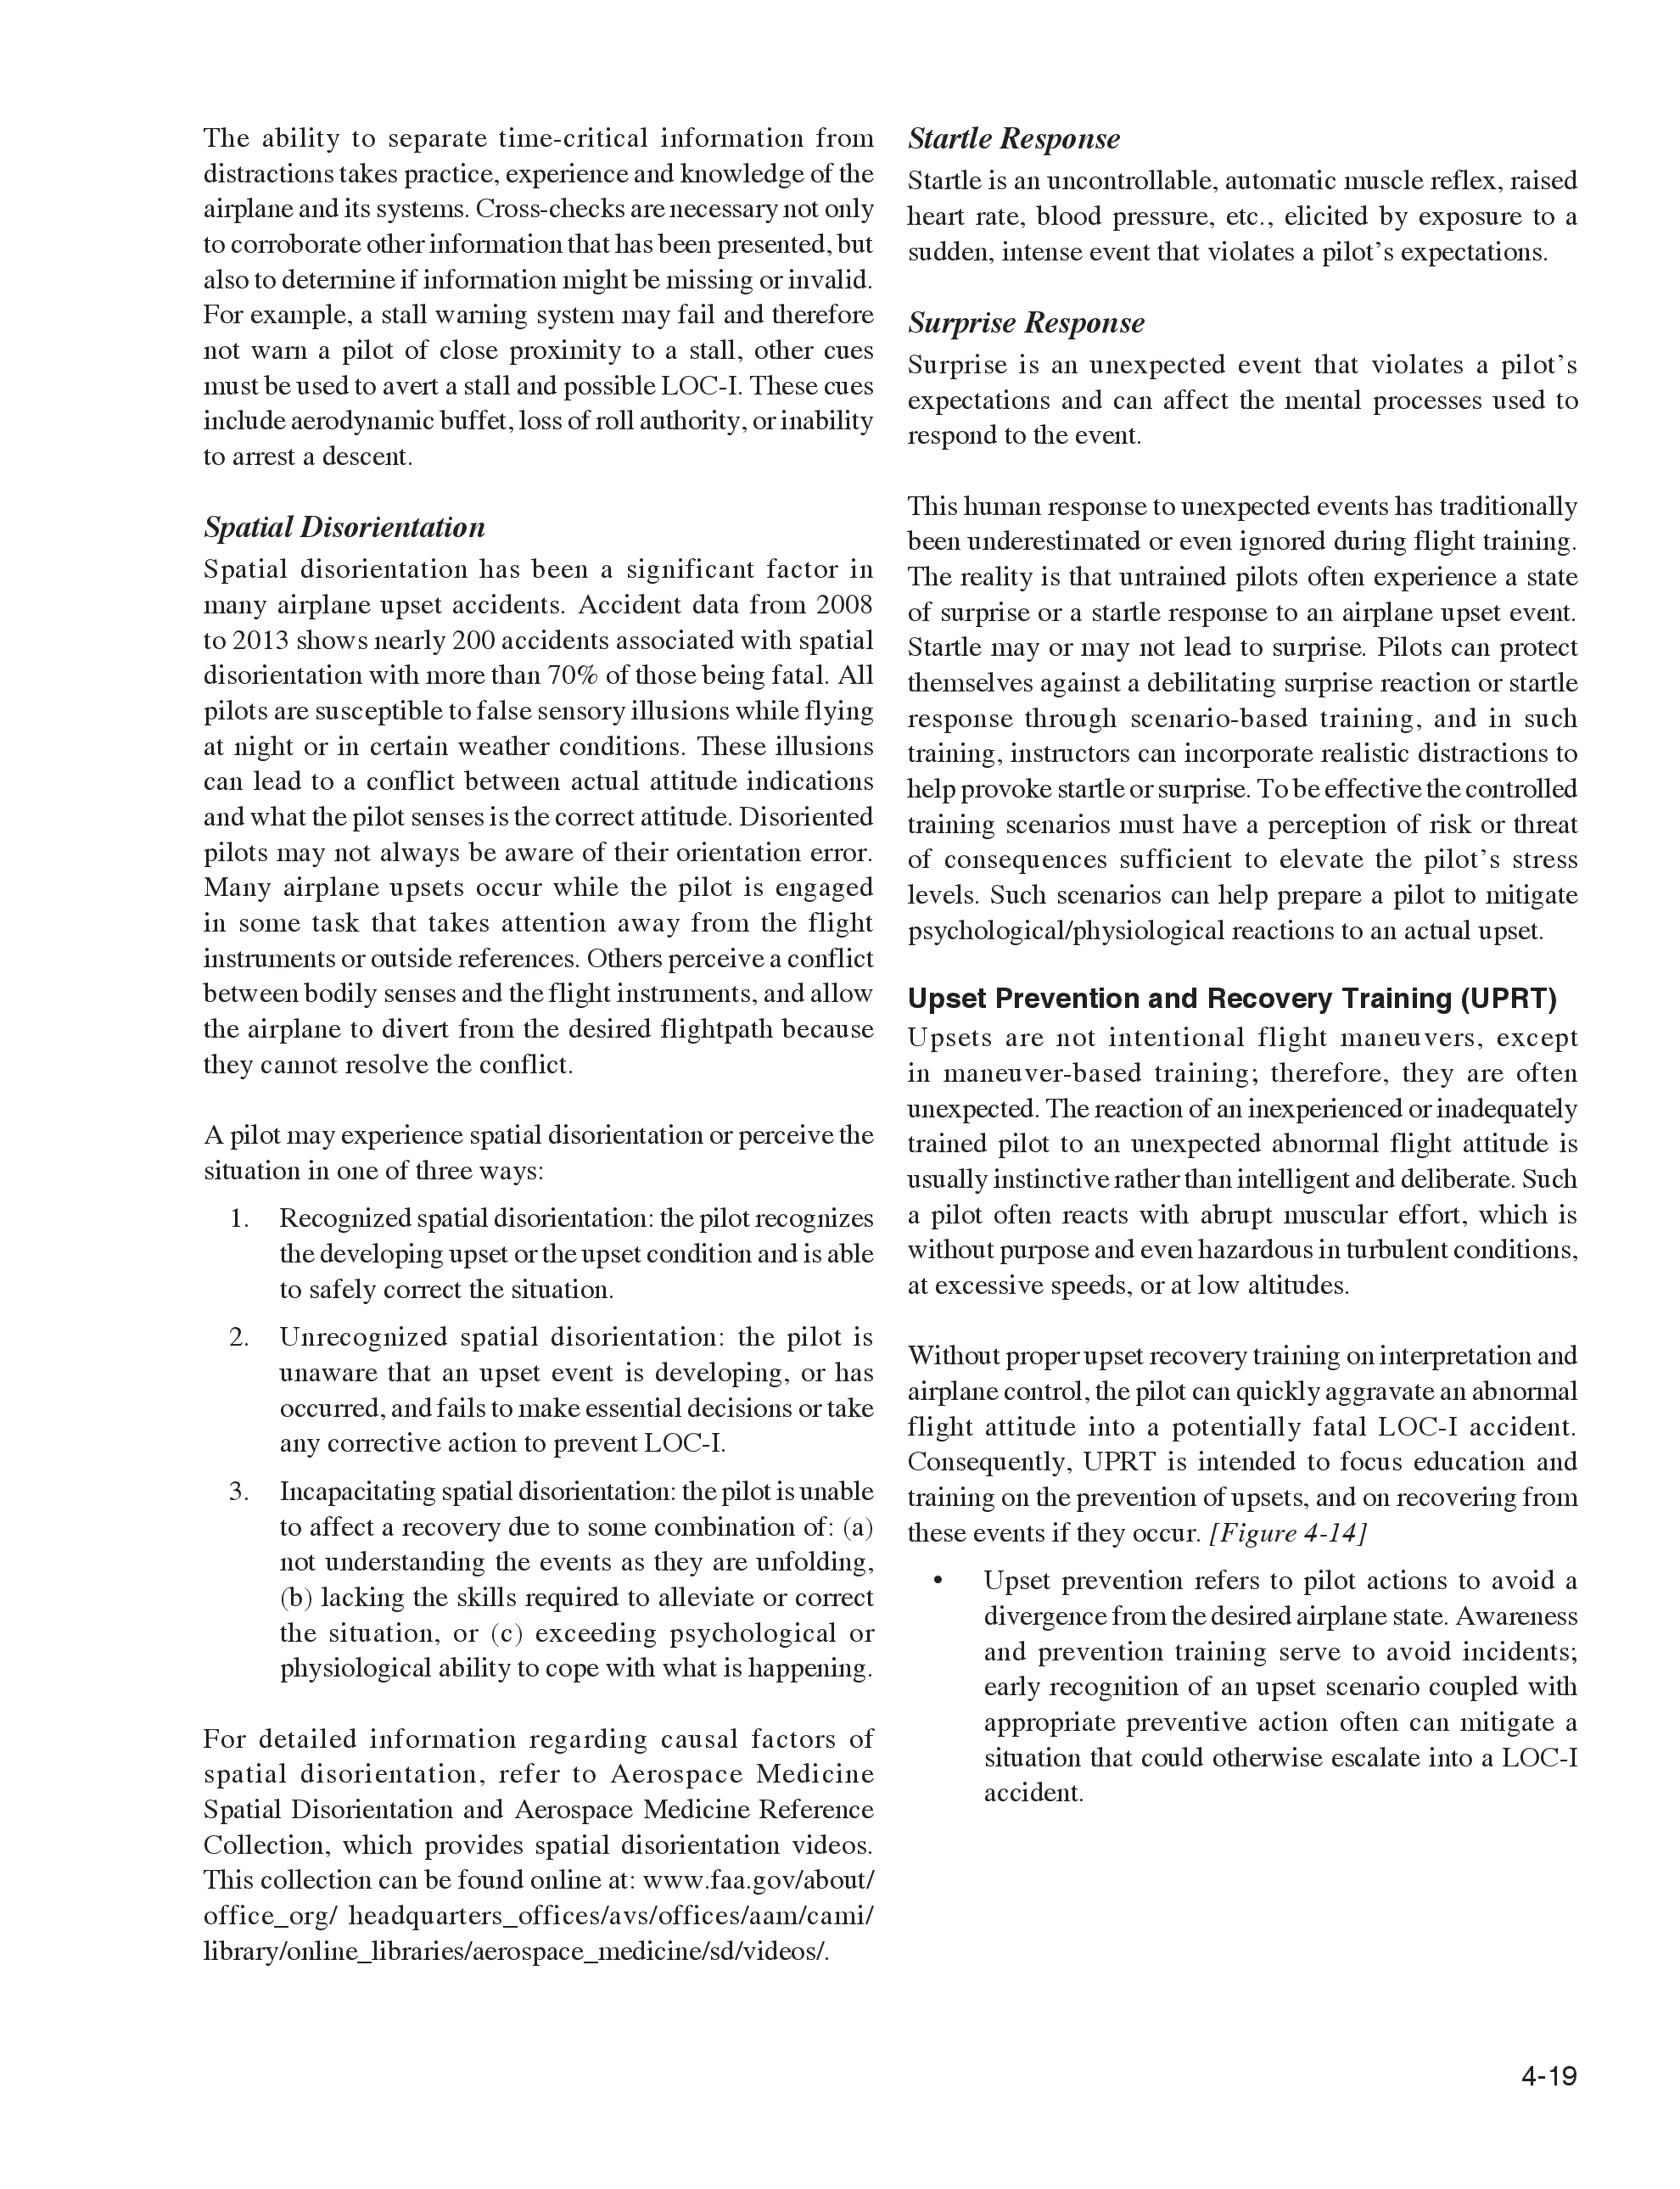 The ability to separate time-critical information from
distractions takes practice, experience and knowledge of the
airplane and its systems. Cross-checks are necessary not only
to corroborate other information that has been presented, but
also to determine if information might be missing or invalid.
For example, a stall warning system may fail and therefore
not warn a pilot of close proximity to a stall, other cues
must be used to avert a stall and possible LOC-I. These cues
include aerodynamic buffet, loss of roll authority, or inability
to arrest a descent.
Spatial Disorientation
Spatial disorientation has been a significant factor in
many airplane upset accidents. Accident data from 2008
to 2013 shows nearly 200 accidents associated with spatial
disorientation with more than 70% of those being fatal. All
pilots are susceptible to false sensory illusions while flying
at night or in certain weather conditions. These illusions
can lead to a conflict between actual attitude indications
and what the pilot senses is the correct attitude. Disoriented
pilots may not always be aware of their orientation error.
Many airplane upsets occur while the pilot is engaged
in some task that takes attention away from the flight
instruments or outside references. Others perceive a conflict
between bodily senses and the flight instruments, and allow
the airplane to divert from the desired flightpath because
they cannot resolve the conflict.
A pilot may experience spatial disorientation or perceive the
situation in one of three ways:
1. Recognized spatial disorientation: the pilot recognizes
the developing upset or the upset condition and is able
to safely correct the situation.
2. Unrecognized spatial disorientation: the pilot is
unaware that an upset event is developing, or has
occurred, and fails to make essential decisions or take
any corrective action to prevent LOC-I.
3. Incapacitating spatial disorientation: the pilot is unable
to affect a recovery due to some combination of: (a)
not understanding the events as they are unfolding,
(b) lacking the skills required to alleviate or correct
the situation, or (c) exceeding psychological or
physiological ability to cope with what is happening.
For detailed information regarding causal factors of
spatial disorientation, refer to Aerospace Medicine
Spatial Disorientation and Aerospace Medicine Reference
Collection, which provides spatial disorientation videos.
This collection can be found online at: www.faa.gov/about/
office_org/ headquarters_offices/avs/offices/aam/cami/
library/online_libraries/aerospace_medicine/sd/videos/.
Startle Response
Startle is an uncontrollable, automatic muscle reflex, raised
heart rate, blood pressure, etc., elicited by exposure to a
sudden, intense event that violates a pilot's expectations.
Surprise Response
Surprise is an unexpected event that violates a pilot's
expectations and can affect the mental processes used to
respond to the event.
This human response to unexpected events has traditionally
been underestimated or even ignored during flight training.
The reality is that untrained pilots often experience a state
of surprise or a startle response to an airplane upset event.
Startle may or may not lead to surprise. Pilots can protect
themselves against a debilitating surprise reaction or startle
response through scenario-based training, and in such
training, instructors can incorporate realistic distractions to
help provoke startle or surprise. To be effective the controlled
training scenarios must have a perception of risk or threat
of consequences sufficient to elevate the pilot's stress
levels. Such scenarios can help prepare a pilot to mitigate
psychological/physiological reactions to an actual upset.
Upset Prevention and Recovery Training (UPRT)
Upsets are not intentional flight maneuvers, except
in maneuver-based training; therefore, they are often
unexpected. The reaction of an inexperienced or inadequately
trained pilot to an unexpected abnormal flight attitude is
usually instinctive rather than intelligent and deliberate. Such
a pilot often reacts with abrupt muscular effort, which is
without purpose and even hazardous in turbulent conditions,
at excessive speeds, or at low altitudes.
Without proper upset recovery training on interpretation and
airplane control, the pilot can quickly aggravate an abnormal
flight attitude into a potentially fatal LOC-I accident.
Consequently, UPRT is intended to focus education and
training on the prevention of upsets, and on recovering from
these events if they occur. [Figure 4-14]
• Upset prevention refers to pilot actions to avoid a
divergence from the desired airplane state. Awareness
and prevention training serve to avoid incidents;
early recognition of an upset scenario coupled with
appropriate preventive action often can mitigate a
situation that could otherwise escalate into a LOC-I
accident.
4-19